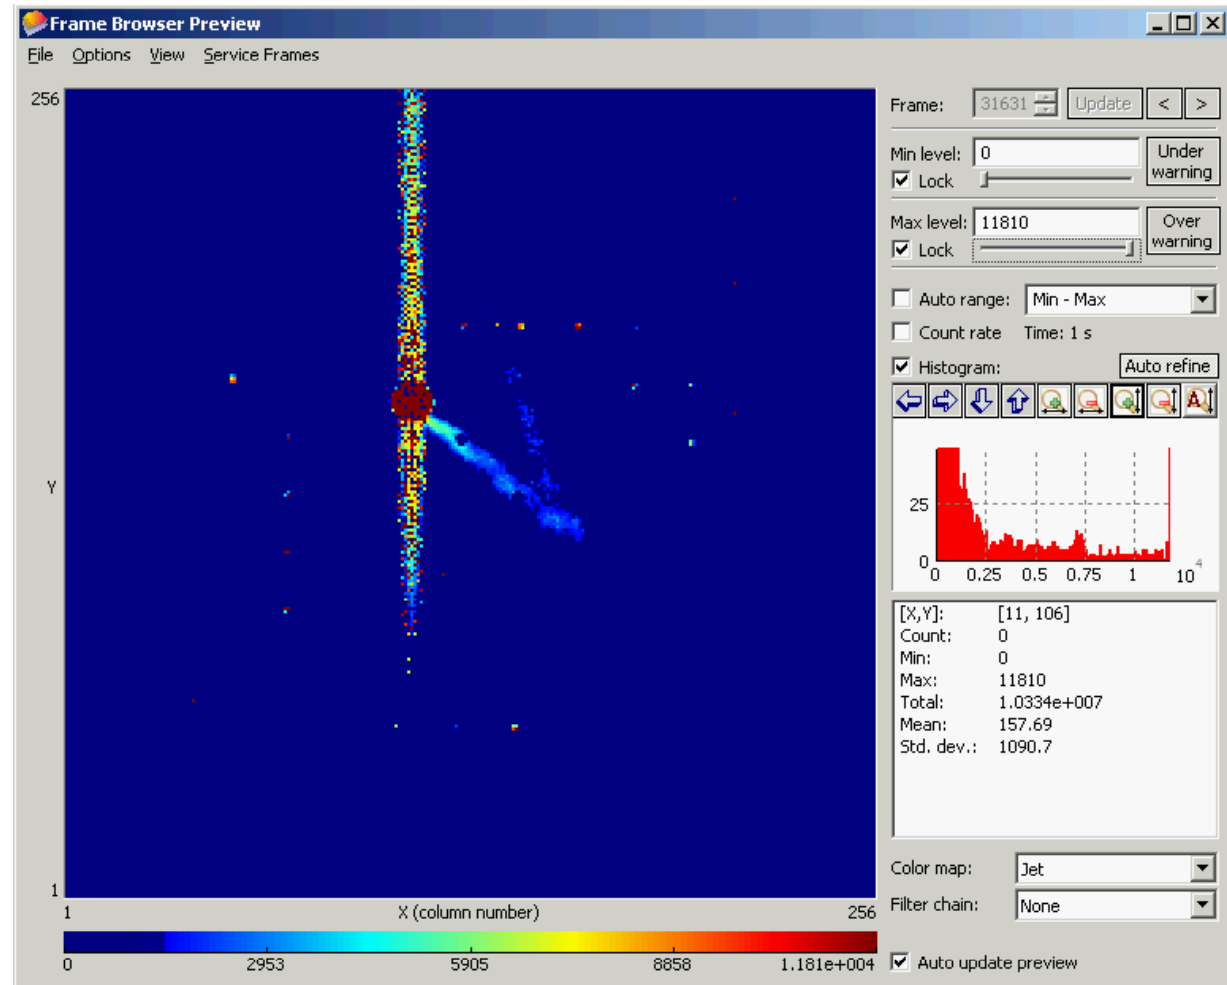 Frame Browser Preview
File Options View Service Frames
256
Y
1
1 X (column number) 256
0 2953 5905 8858 1.181e+004
Frame: 31631 Update < >
Min level: 0 Under warning
Lock
Max level: 11810 Over warning
Lock
Auto range: Min - Max
Count rate Time: 1 s
Histogram: Auto refine
A
25
0
0 0.25 0.5 0.75 1 10^4
[X,Y]: [11, 106]
Count: 0
Min: 0
Max: 11810
Total: 1.0334e+007
Mean: 157.69
Std. dev.: 1090.7
Color map: Jet
Filter chain: None
Auto update preview